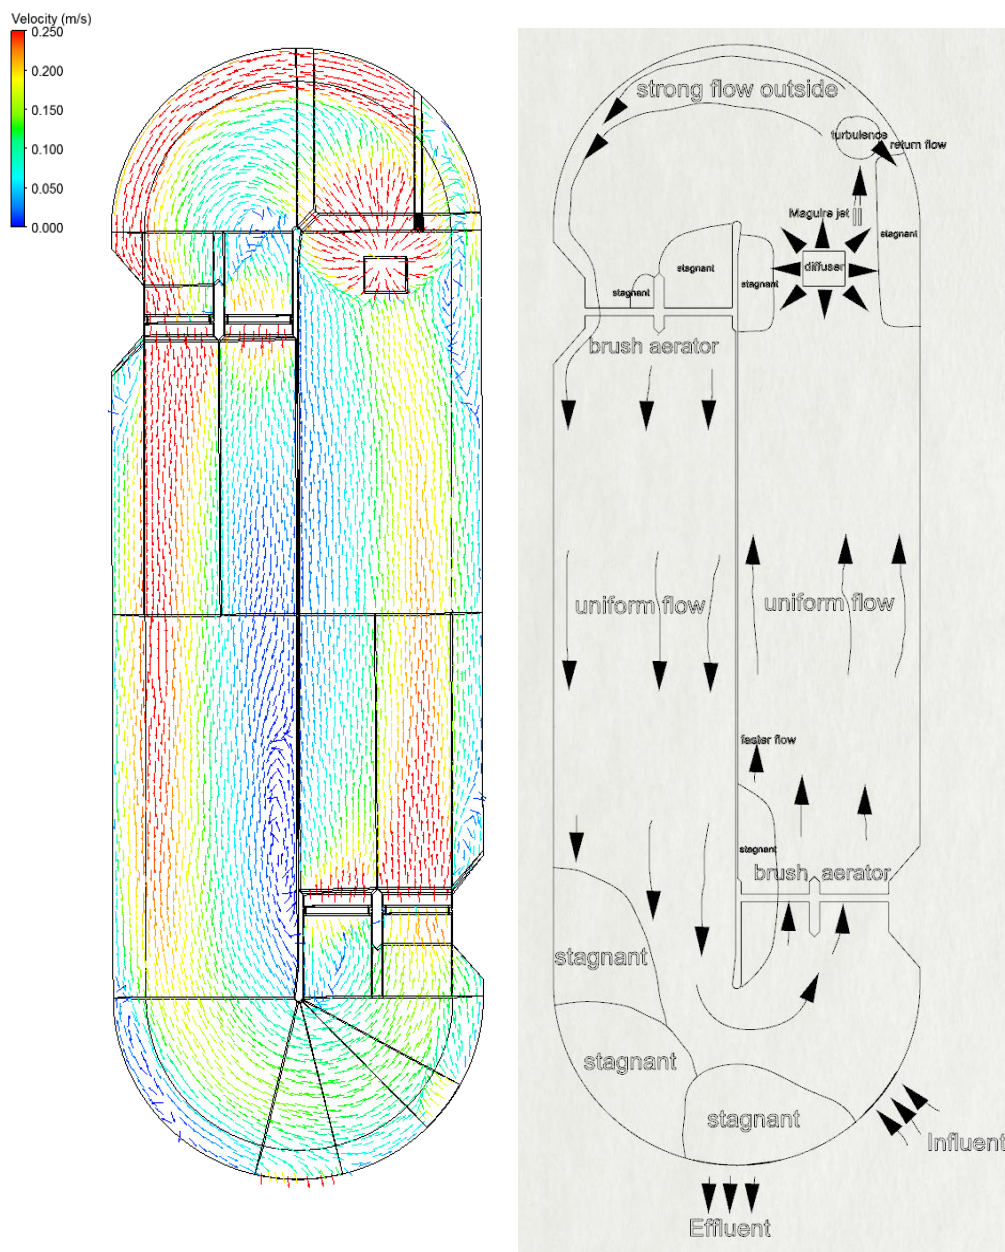 Velocity (m/s)
0.250
0.200
0.150
0.100
0.050
0.000
strong flow outside
turbulence
return flow
Maguire jet
stagnant
diffuser
stagnant
stagnant
stagnant
brush aerator
uniform flow
uniform flow
faster flow
stagnant
brush aerator
stagnant
stagnant
stagnant
Influent
Effluent